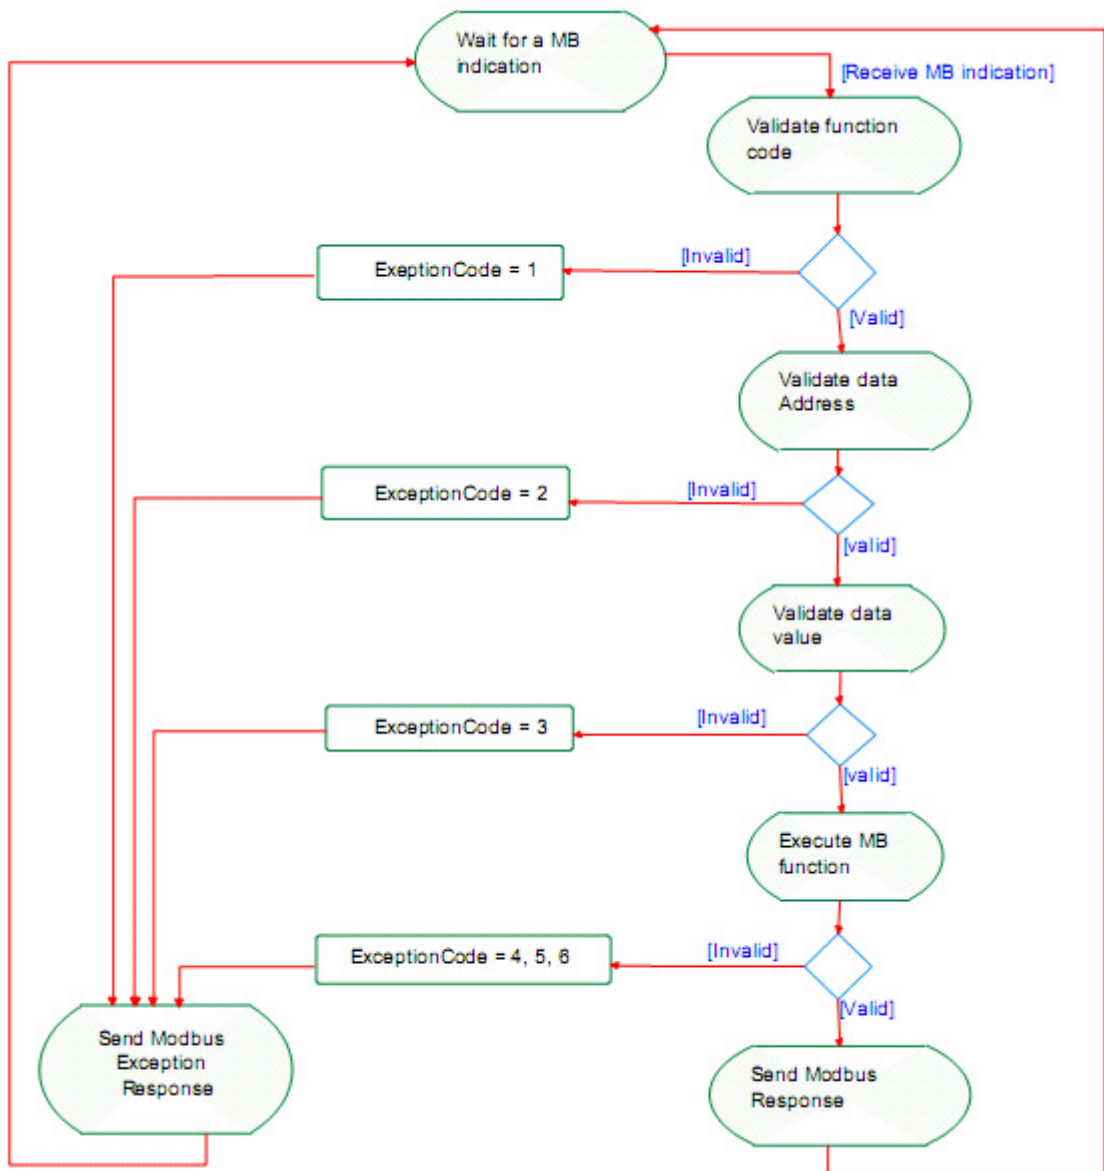 Wait for a MB
indication
[Receive MB indication]
Validate function
code
[Invalid]
ExeptionCode = 1
[Valid]
Validate data
Address
[Invalid]
ExceptionCode = 2
[valid]
Validate data
value
[Invalid]
ExceptionCode = 3
[valid]
Execute MB
function
[Invalid]
ExceptionCode = 4, 5, 6
[Valid]
Send Modbus
Exception
Response
Send Modbus
Response